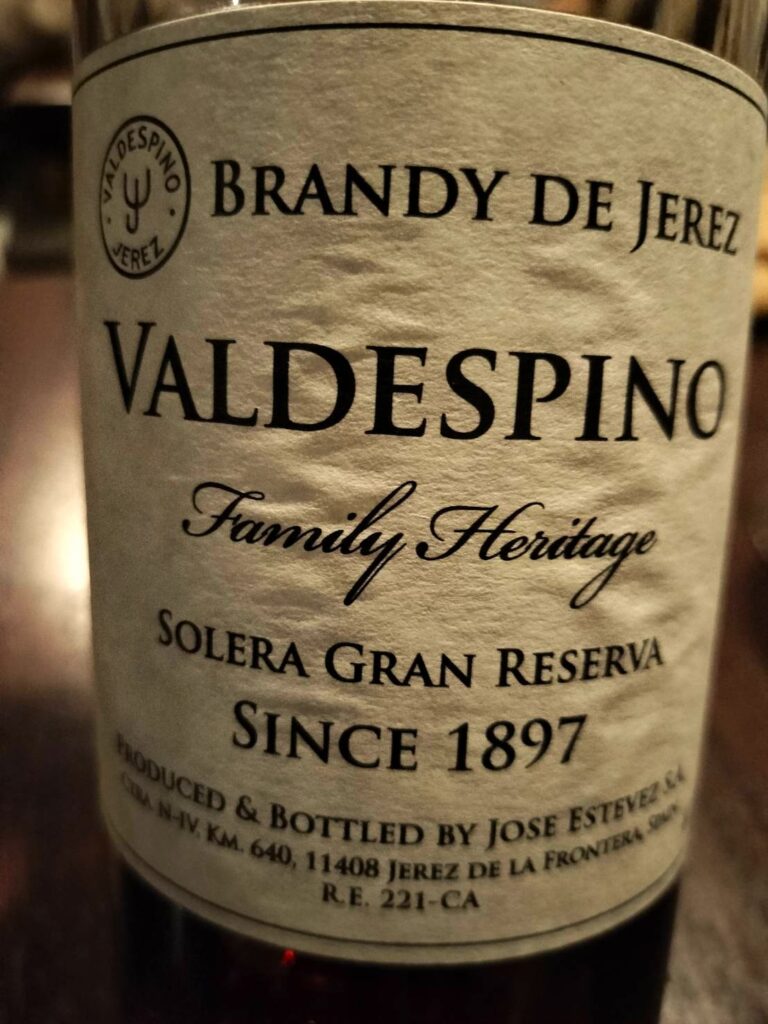 VALDESPINO
JEREZ
BRANDY DE JEREZ
VALDESPINO
Family Heritage
SOLERA GRAN RESERVA
SINCE 1897
PRODUCED & BOTTLED BY JOSE ESTEVEZ S.A.
CTRA N-IV, KM. 640, 11408 JEREZ DE LA FRONTERA, SPAIN
R.E. 221-CA